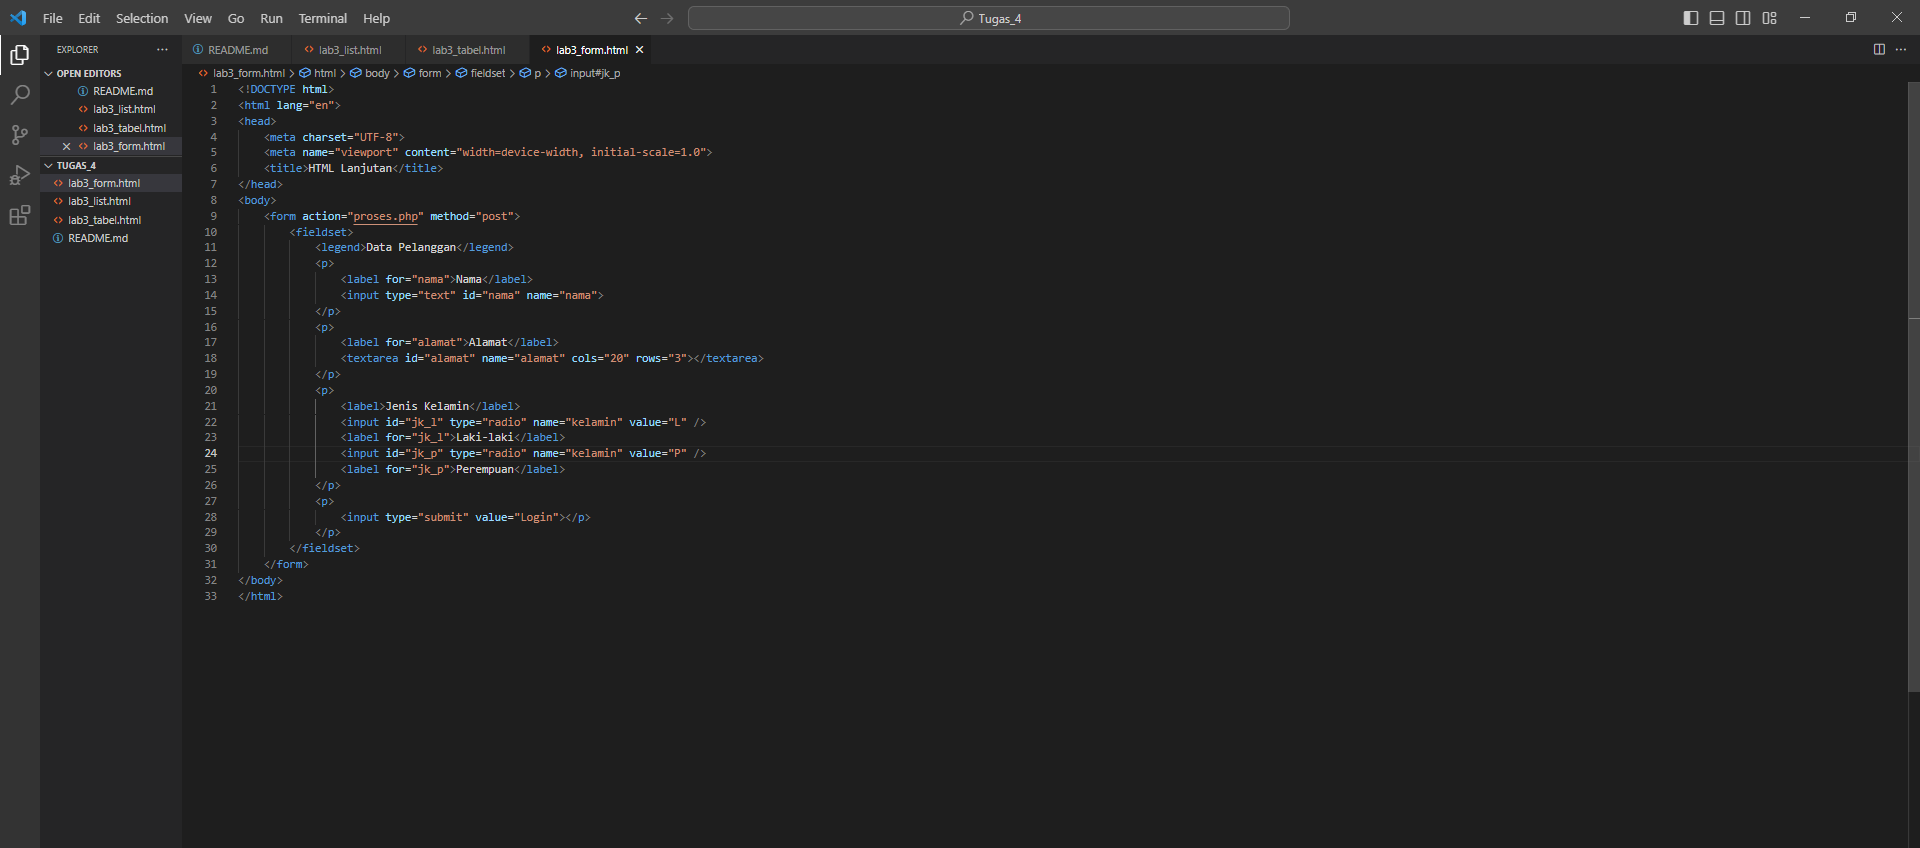 File Edit Selection View Go Run Terminal Help
Tugas_4
EXPLORER
README.md lab3_list.html lab3_tabel.html lab3_form.html
OPEN EDITORS
README.md
lab3_list.html
lab3_tabel.html
lab3_form.html
TUGAS_4
lab3_form.html
lab3_list.html
lab3_tabel.html
README.md
lab3_form.html > html > body > form > fieldset > p > input#jk_p
1 <!DOCTYPE html>
2 <html lang="en">
3 <head>
4 <meta charset="UTF-8">
5 <meta name="viewport" content="width=device-width, initial-scale=1.0">
6 <title>HTML Lanjutan</title>
7 </head>
8 <body>
9 <form action="proses.php" method="post">
10 <fieldset>
11 <legend>Data Pelanggan</legend>
12 <p>
13 <label for="nama">Nama</label>
14 <input type="text" id="nama" name="nama">
15 </p>
16 <p>
17 <label for="alamat">Alamat</label>
18 <textarea id="alamat" name="alamat" cols="20" rows="3"></textarea>
19 </p>
20 <p>
21 <label>Jenis Kelamin</label>
22 <input id="jk_l" type="radio" name="kelamin" value="L" />
23 <label for="jk_l">Laki-laki</label>
24 <input id="jk_p" type="radio" name="kelamin" value="P" />
25 <label for="jk_p">Perempuan</label>
26 </p>
27 <p>
28 <input type="submit" value="Login"></p>
29 </p>
30 </fieldset>
31 </form>
32 </body>
33 </html>